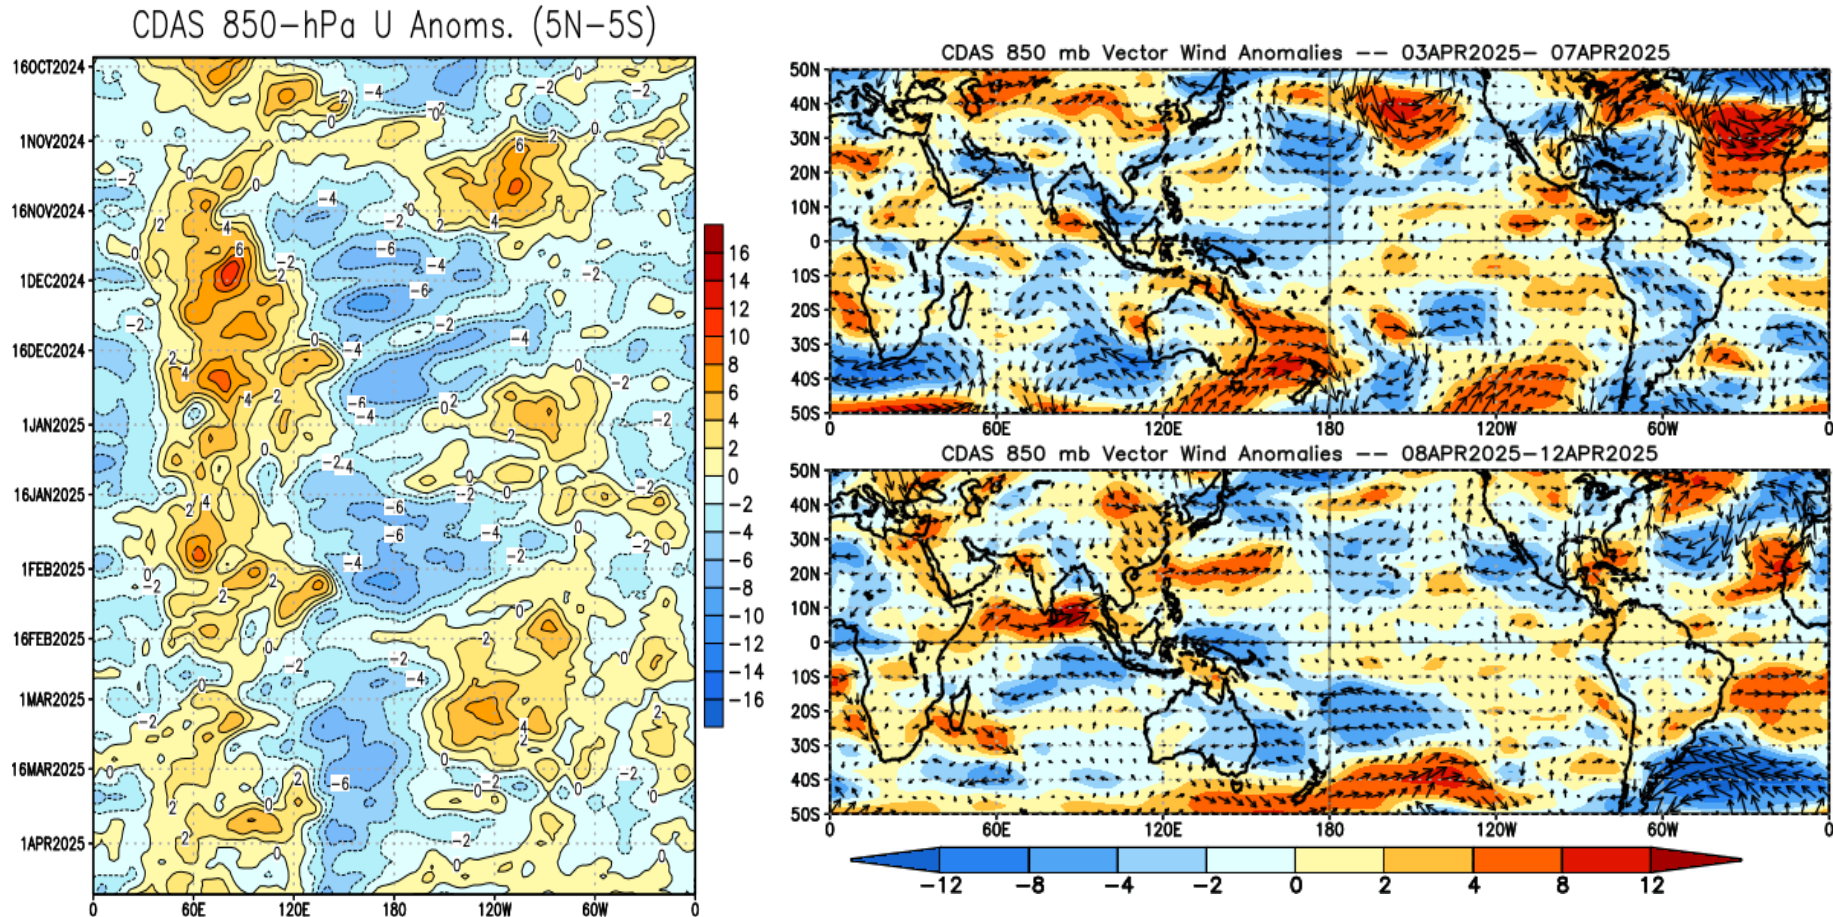 CDAS 850-hPa U Anoms. (5N-5S)
16OCT2024
1NOV2024
16NOV2024
1DEC2024
16DEC2024
1JAN2025
16JAN2025
1FEB2025
16FEB2025
1MAR2025
16MAR2025
1APR2025
0 60E 120E 180 120W 60W 0
16
14
12
10
8
6
4
2
0
-2
-4
-6
-8
-10
-12
-14
-16
CDAS 850 mb Vector Wind Anomalies -- 03APR2025- 07APR2025
50N
40N
30N
20N
10N
0
10S
20S
30S
40S
50S
0 60E 120E 180 120W 60W 0
CDAS 850 mb Vector Wind Anomalies -- 08APR2025-12APR2025
50N
40N
30N
20N
10N
0
10S
20S
30S
40S
50S
0 60E 120E 180 120W 60W 0
-12 -8 -4 -2 0 2 4 8 12